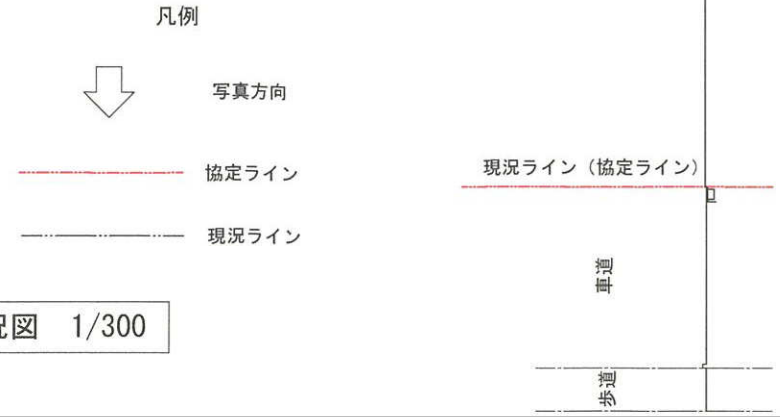 凡例
写真方向
協定ライン
現況ライン
況図 1/300
現況ライン（協定ライン）
車道
歩道